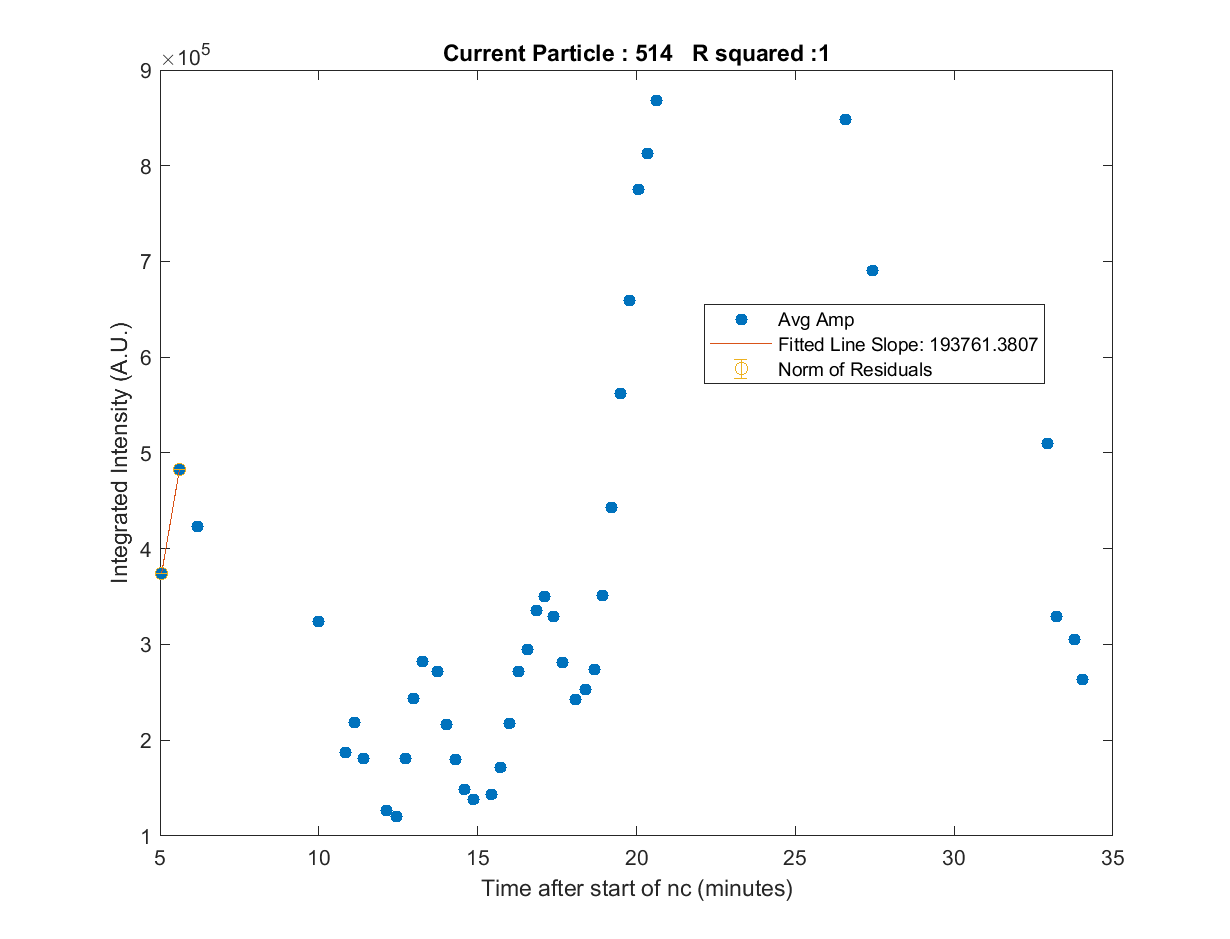 Current Particle : 514   R squared :1
×10^5
9
8
7
6
5
4
3
2
1
Integrated Intensity (A.U.)
Avg Amp
Fitted Line Slope: 193761.3807
Norm of Residuals
5 10 15 20 25 30 35
Time after start of nc (minutes)